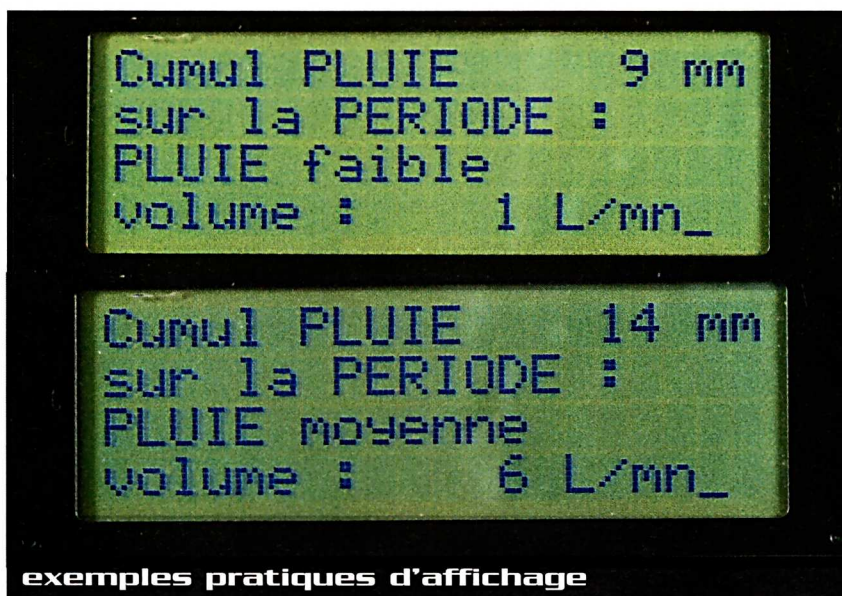 Cumul PLUIE 9 mm
sur la PERIODE :
PLUIE faible
volume : 1 L/mn_
Cumul PLUIE 14 mm
sur la PERIODE :
PLUIE moyenne
volume : 6 L/mn_
exemples pratiques d'affichage